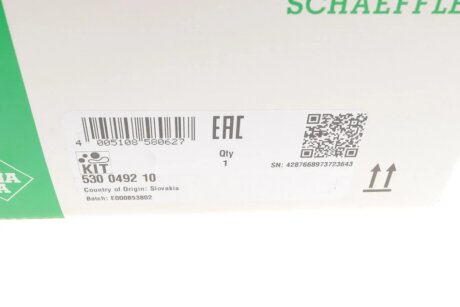 SCHAEFFLE
4 005108 580627
EAC
KIT
530 0492 10
Qty
1
SN: 4287668973723643
Country of Origin: Slovakia
Batch: E000853802
NA